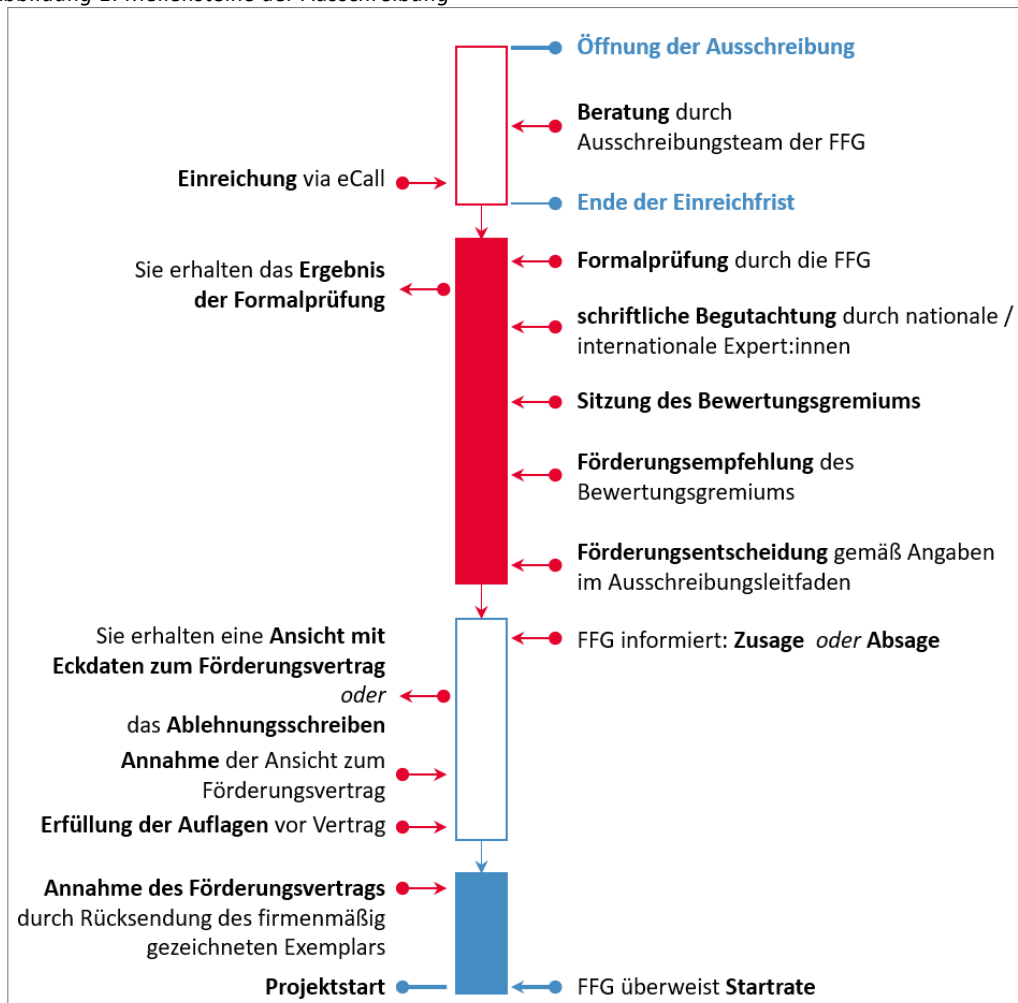 Öffnung der Ausschreibung
Beratung durch
Ausschreibungsteam der FFG
Einreichung via eCall
Ende der Einreichfrist
Formalprüfung durch die FFG
Sie erhalten das Ergebnis
der Formalprüfung
schriftliche Begutachtung durch nationale /
internationale Expert:innen
Sitzung des Bewertungsgremiums
Förderungsempfehlung des
Bewertungsgremiums
Förderungsentscheidung gemäß Angaben
im Ausschreibungsleitfaden
FFG informiert: Zusage oder Absage
Sie erhalten eine Ansicht mit
Eckdaten zum Förderungsvertrag
oder
das Ablehnungsschreiben
Annahme der Ansicht zum
Förderungsvertrag
Erfüllung der Auflagen vor Vertrag
Annahme des Förderungsvertrags
durch Rücksendung des firmenmäßig
gezeichneten Exemplars
Projektstart
FFG überweist Startrate